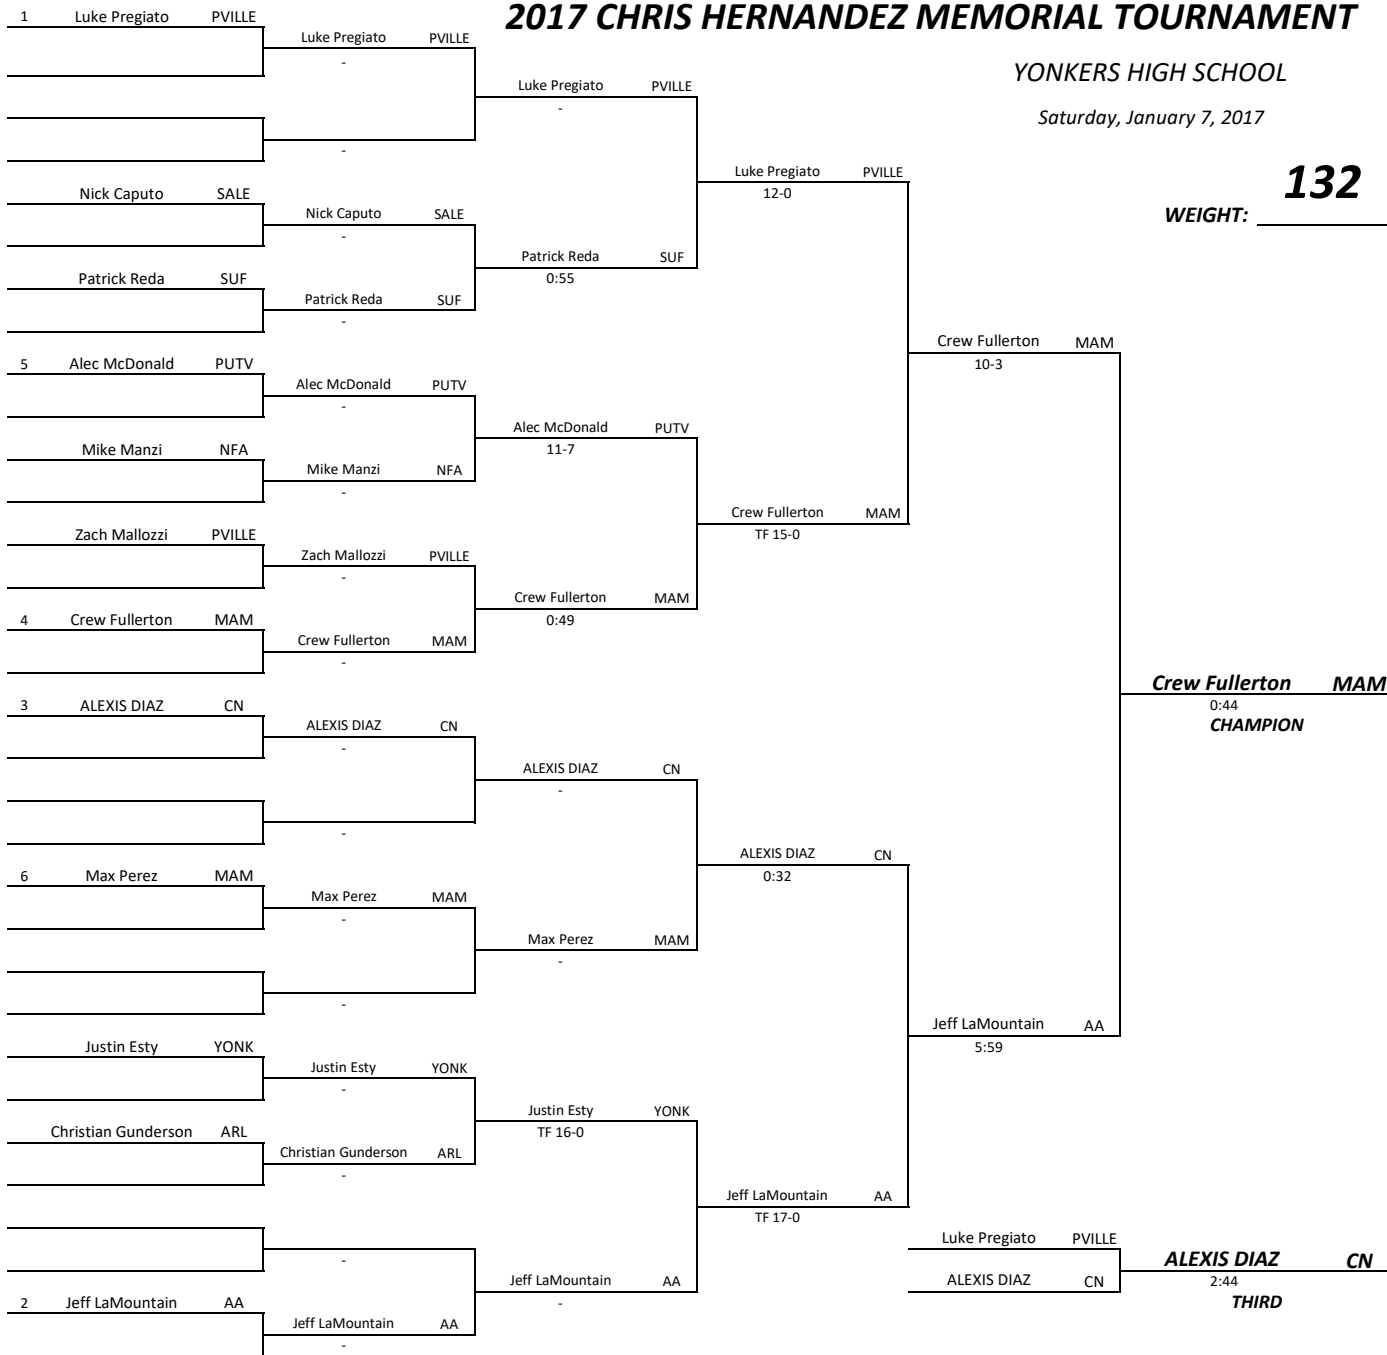 2017 CHRIS HERNANDEZ MEMORIAL TOURNAMENT
YONKERS HIGH SCHOOL
Saturday, January 7, 2017
132
WEIGHT:
1 Luke Pregiato PVILLE
Nick Caputo SALE
Patrick Reda SUF
5 Alec McDonald PUTV
Mike Manzi NFA
Zach Mallozzi PVILLE
4 Crew Fullerton MAM
3 ALEXIS DIAZ CN
6 Max Perez MAM
Justin Esty YONK
Christian Gunderson ARL
2 Jeff LaMountain AA
Luke Pregiato PVILLE
-
-
Nick Caputo SALE
-
Patrick Reda SUF
-
Alec McDonald PUTV
-
Mike Manzi NFA
-
Zach Mallozzi PVILLE
-
Crew Fullerton MAM
-
ALEXIS DIAZ CN
-
-
Max Perez MAM
-
-
Justin Esty YONK
-
Christian Gunderson ARL
-
-
Jeff LaMountain AA
-
Luke Pregiato PVILLE
-
Patrick Reda SUF
0:55
Alec McDonald PUTV
11-7
Crew Fullerton MAM
0:49
ALEXIS DIAZ CN
-
Max Perez MAM
-
Justin Esty YONK
TF 16-0
Jeff LaMountain AA
-
Luke Pregiato PVILLE
12-0
Crew Fullerton MAM
TF 15-0
ALEXIS DIAZ CN
0:32
Jeff LaMountain AA
TF 17-0
Crew Fullerton MAM
10-3
Jeff LaMountain AA
5:59
Crew Fullerton MAM
0:44
CHAMPION
Luke Pregiato PVILLE
ALEXIS DIAZ CN
ALEXIS DIAZ CN
2:44
THIRD